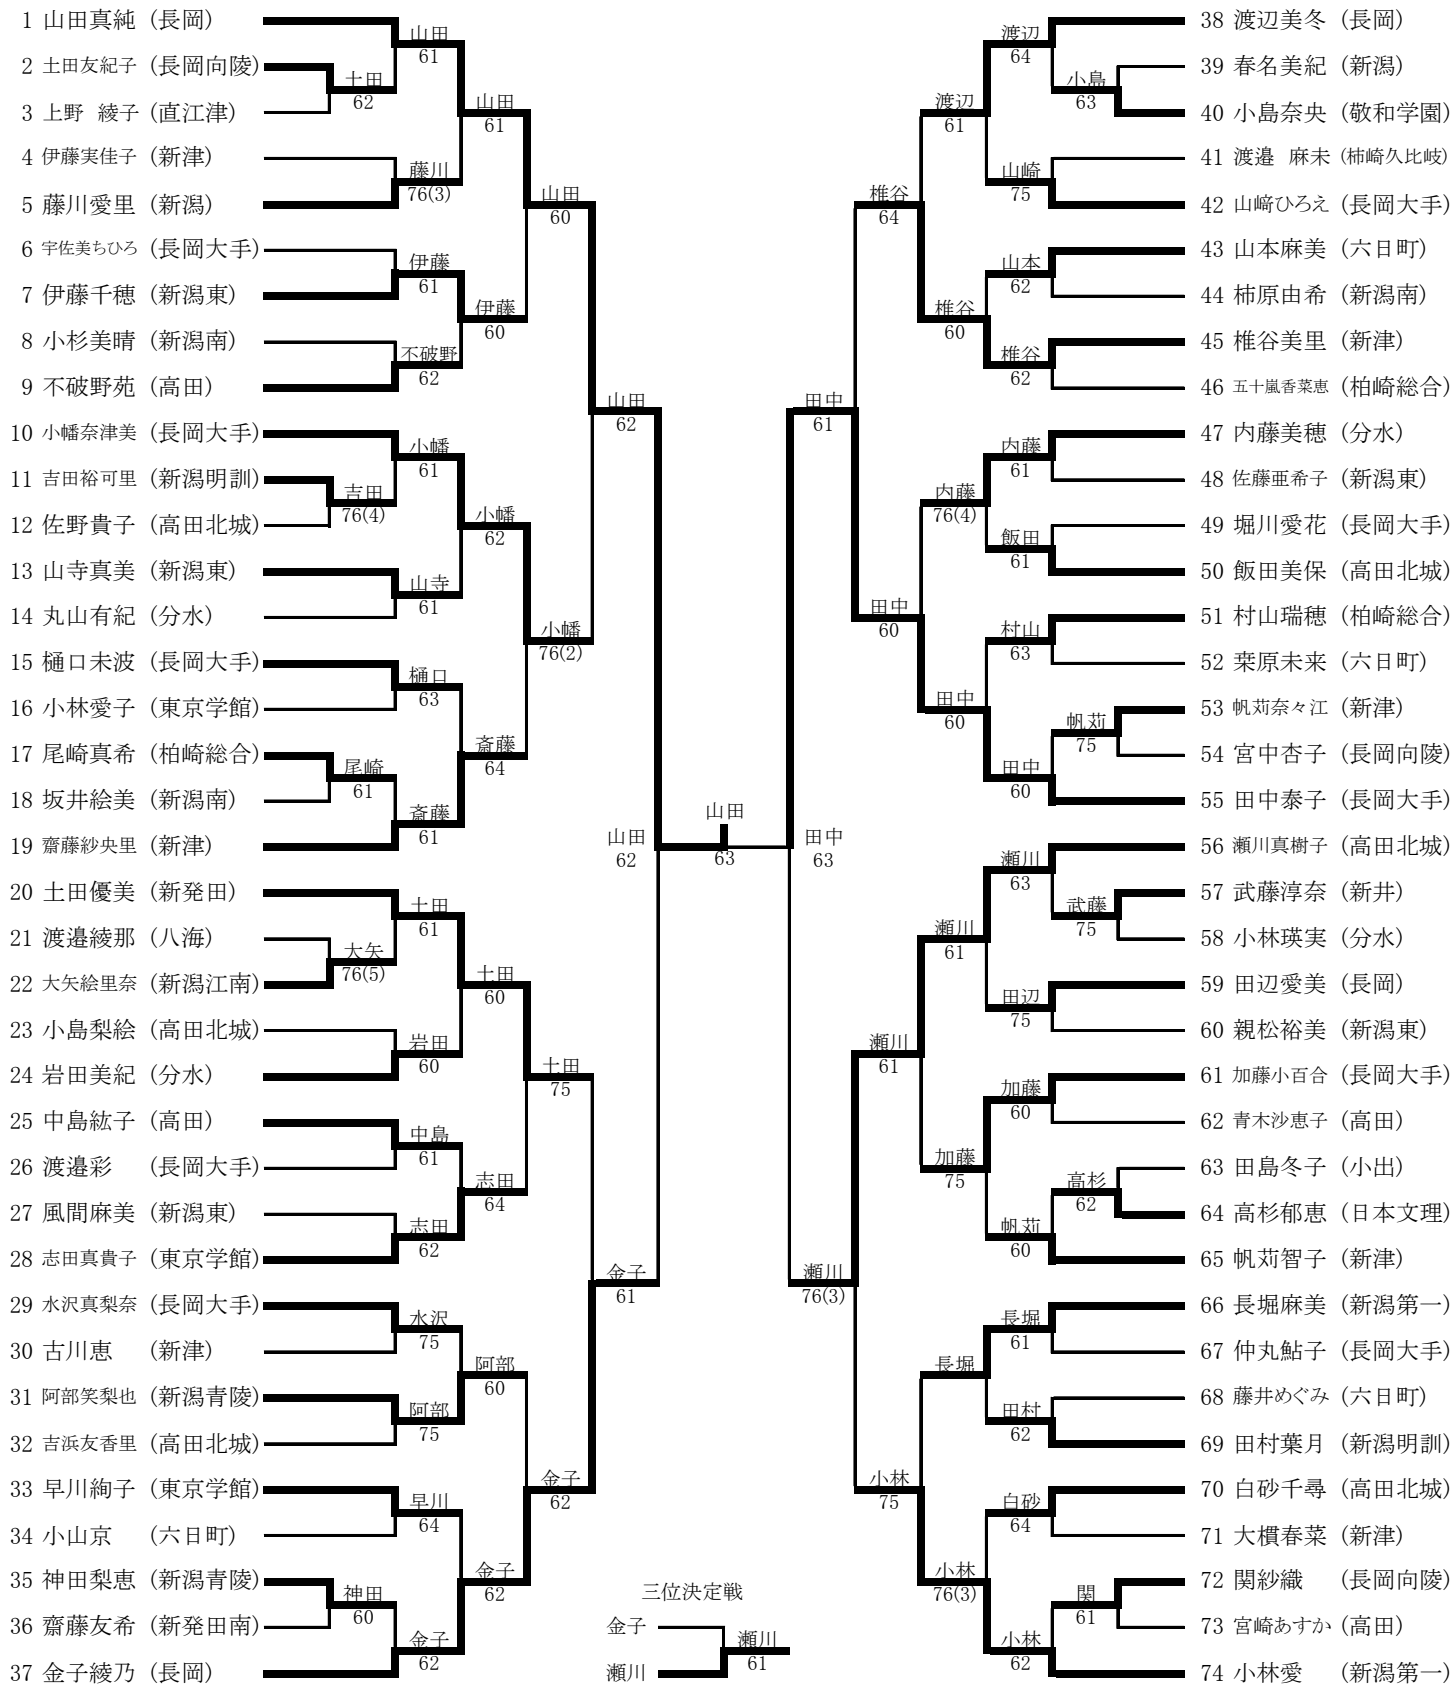 1 山田真純 (長岡)
2 土田友紀子 (長岡向陵)
3 上野 綾子 (直江津)
4 伊藤実佳子 (新津)
5 藤川愛里 (新潟)
6 宇佐美ちひろ (長岡大手)
7 伊藤千穂 (新潟東)
8 小杉美晴 (新潟南)
9 不破野苑 (高田)
10 小幡奈津美 (長岡大手)
11 吉田裕可里 (新潟明訓)
12 佐野貴子 (高田北城)
13 山寺真美 (新潟東)
14 丸山有紀 (分水)
15 樋口未波 (長岡大手)
16 小林愛子 (東京学館)
17 尾崎真希 (柏崎総合)
18 坂井絵美 (新潟南)
19 齋藤紗央里 (新津)
20 土田優美 (新発田)
21 渡邉綾那 (八海)
22 大矢絵里奈 (新潟江南)
23 小島梨絵 (高田北城)
24 岩田美紀 (分水)
25 中島紘子 (高田)
26 渡邉彩 (長岡大手)
27 風間麻美 (新潟東)
28 志田真貴子 (東京学館)
29 水沢真梨奈 (長岡大手)
30 古川恵 (新津)
31 阿部笑梨也 (新潟青陵)
32 吉浜友香里 (高田北城)
33 早川絢子 (東京学館)
34 小山京 (六日町)
35 神田梨恵 (新潟青陵)
36 齋藤友希 (新発田南)
37 金子綾乃 (長岡)
土田
62
吉田
76(4)
尾崎
61
大矢
76(5)
神田
60
山田
61
藤川
76(3)
伊藤
61
不破野
62
小幡
61
山寺
61
樋口
63
斎藤
61
土田
61
岩田
60
中島
61
志田
62
水沢
75
阿部
75
早川
64
金子
62
山田
61
伊藤
60
小幡
62
斎藤
64
土田
60
志田
64
阿部
60
金子
62
山田
60
小幡
76(2)
土田
75
金子
62
山田
62
金子
61
山田
62
山田
63
田中
63
田中
61
瀬川
76(3)
椎谷
64
田中
60
瀬川
61
小林
75
渡辺
61
椎谷
60
内藤
76(4)
田中
60
瀬川
61
加藤
75
長堀
小林
76(3)
渡辺
64
山崎
75
山本
62
椎谷
62
内藤
61
飯田
61
村山
63
田中
60
瀬川
63
田辺
75
加藤
60
帆苅
60
長堀
61
田村
62
白砂
64
小林
62
小島
63
帆苅
75
武藤
75
高杉
62
関
61
38 渡辺美冬 (長岡)
39 春名美紀 (新潟)
40 小島奈央 (敬和学園)
41 渡邉 麻未 (柿崎久比岐)
42 山﨑ひろえ (長岡大手)
43 山本麻美 (六日町)
44 柿原由希 (新潟南)
45 椎谷美里 (新津)
46 五十嵐香菜恵 (柏崎総合)
47 内藤美穂 (分水)
48 佐藤亜希子 (新潟東)
49 堀川愛花 (長岡大手)
50 飯田美保 (高田北城)
51 村山瑞穂 (柏崎総合)
52 桒原未来 (六日町)
53 帆苅奈々江 (新津)
54 宮中杏子 (長岡向陵)
55 田中泰子 (長岡大手)
56 瀬川真樹子 (高田北城)
57 武藤淳奈 (新井)
58 小林瑛実 (分水)
59 田辺愛美 (長岡)
60 親松裕美 (新潟東)
61 加藤小百合 (長岡大手)
62 青木沙恵子 (高田)
63 田島冬子 (小出)
64 高杉郁恵 (日本文理)
65 帆苅智子 (新津)
66 長堀麻美 (新潟第一)
67 仲丸鮎子 (長岡大手)
68 藤井めぐみ (六日町)
69 田村葉月 (新潟明訓)
70 白砂千尋 (高田北城)
71 大樌春菜 (新津)
72 関紗織 (長岡向陵)
73 宮崎あすか (高田)
74 小林愛 (新潟第一)
三位決定戦
金子
瀬川
瀬川
61